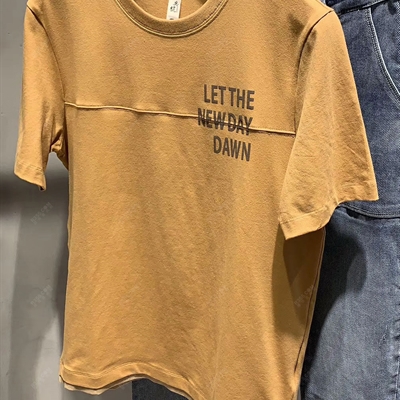 LET THE
NEW DAY
DAWN